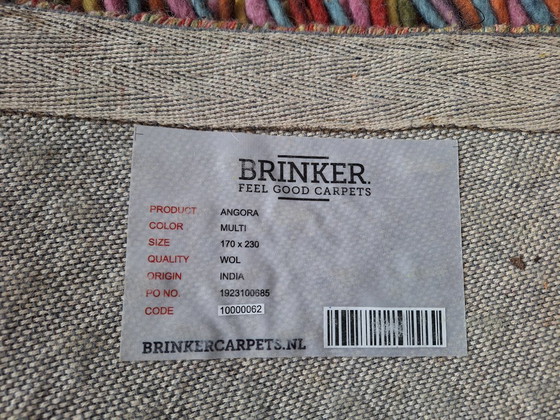 BRINKER.
FEEL GOOD CARPETS
PRODUCT ANGORA
COLOR MULTI
SIZE 170 x 230
QUALITY WOL
ORIGIN INDIA
PO NO. 1923100685
CODE 10000062
BRINKERCARPETS.NL